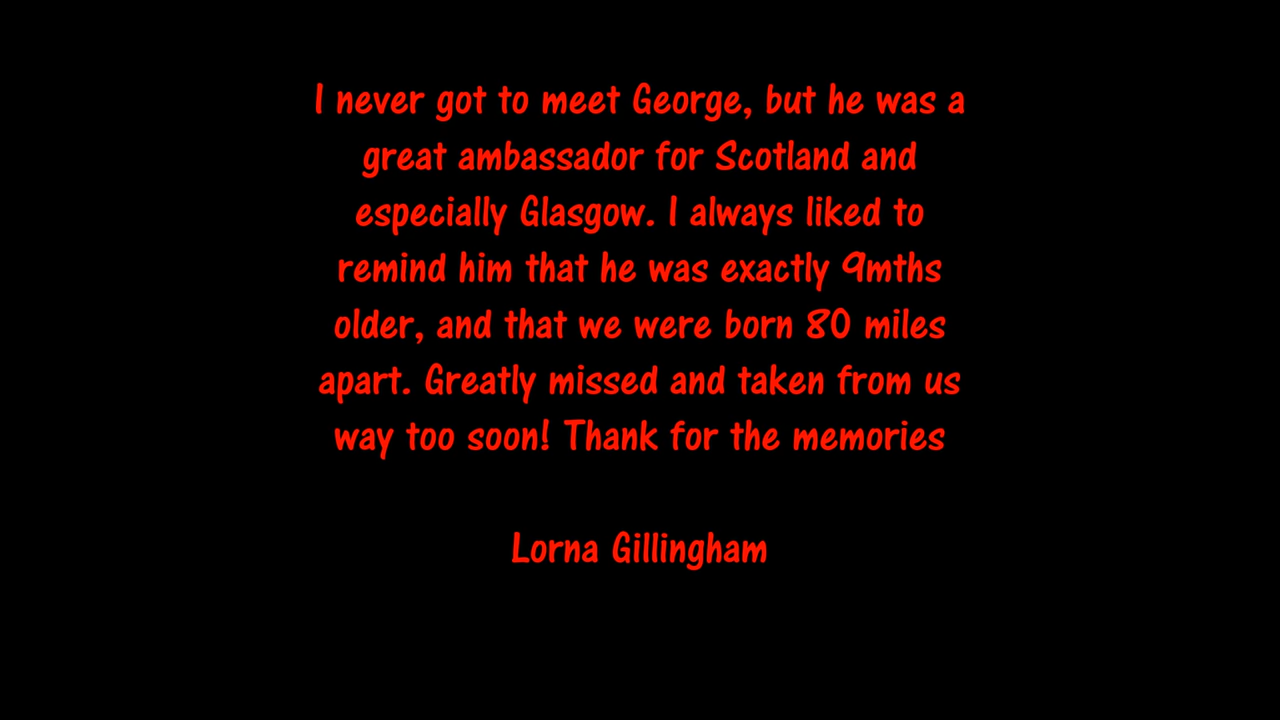 I never got to meet George, but he was a
great ambassador for Scotland and
especially Glasgow. I always liked to
remind him that he was exactly 9mths
older, and that we were born 80 miles
apart. Greatly missed and taken from us
way too soon! Thank for the memories
Lorna Gillingham